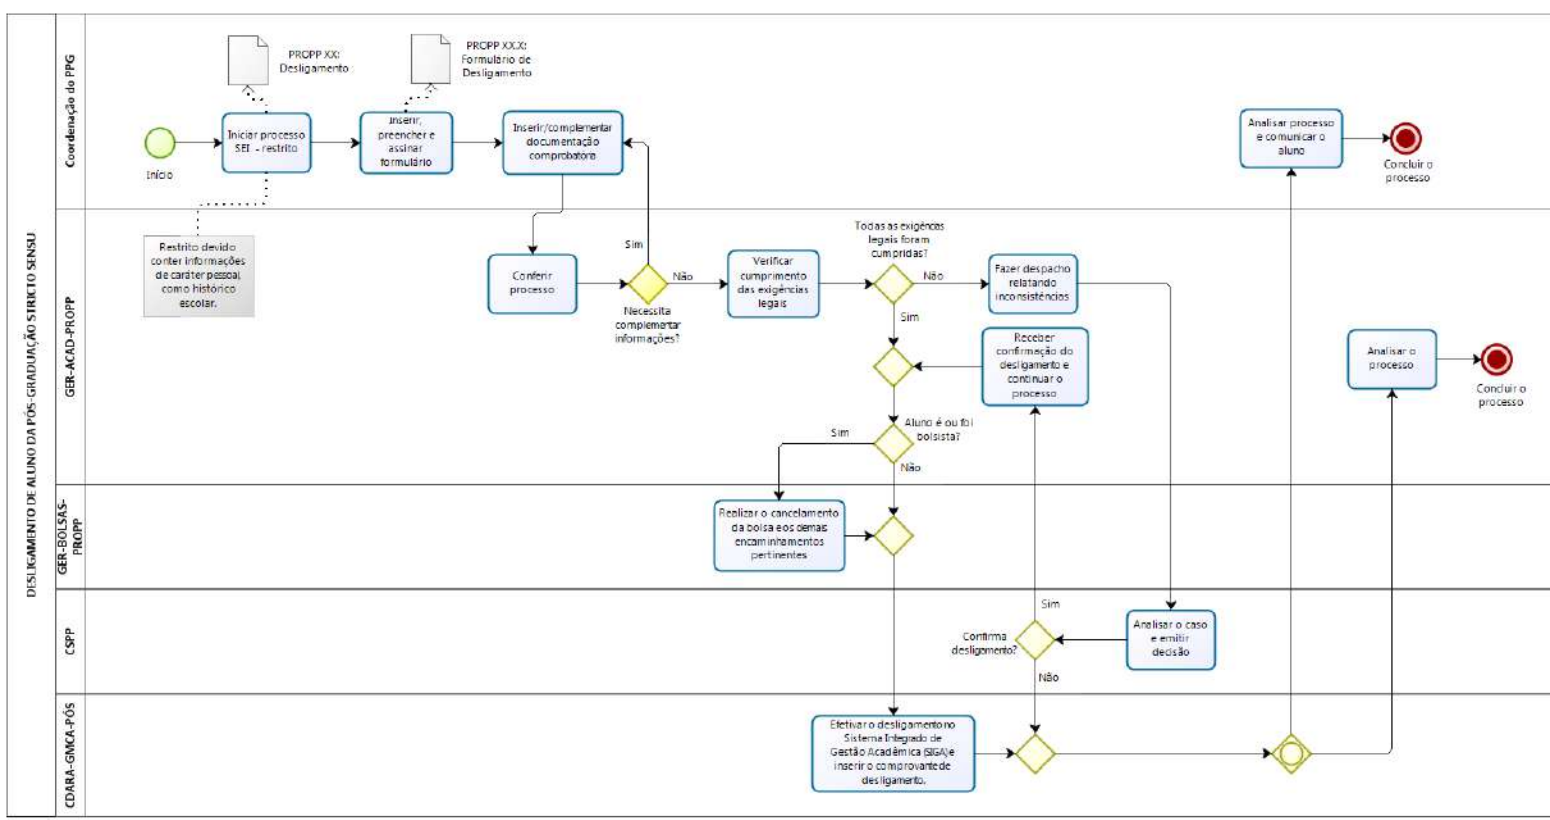 DESLIGAMENTO DE ALUNO DA PÓS-GRADUAÇÃO STRICTO SENSU
Coordenação do PPG
PROPP XX:
Desligamento
PROPP XX.X:
Formulário de
Desligamento
Início
Iniciar processo
SEI - restrito
Inserir,
preencher e
assinar
formulário
Inserir/complementar
documentação
comprobatória
Analisar processo
e comunicar o
aluno
Concluir o
processo
GER-ACAD-PROPP
Restrito devido
conter informações
de caráter pessoal,
como histórico
escolar.
Conferir
processo
Sim
Não
Necessita
complementar
informações?
Verificar
cumprimento
das exigências
legais
Todas as exigências
legais foram
cumpridas?
Não
Sim
Fazer despacho
relatando
inconsistências
Receber
confirmação do
desligamento e
continuar o
processo
Aluno é ou foi
bolsista?
Sim
Não
Analisar o
processo
Concluir o
processo
GER-BOLSAS-
PROPP
Realizar o cancelamento
da bolsa e os demais
encaminhamentos
pertinentes
CSPP
Sim
Confirma
desligamento?
Não
Analisar o caso
e emitir
decisão
CDARA-GMCA-PÓS
Efetivar o desligamento no
Sistema Integrado de
Gestão Acadêmica (SIGA) e
inserir o comprovante de
desligamento.